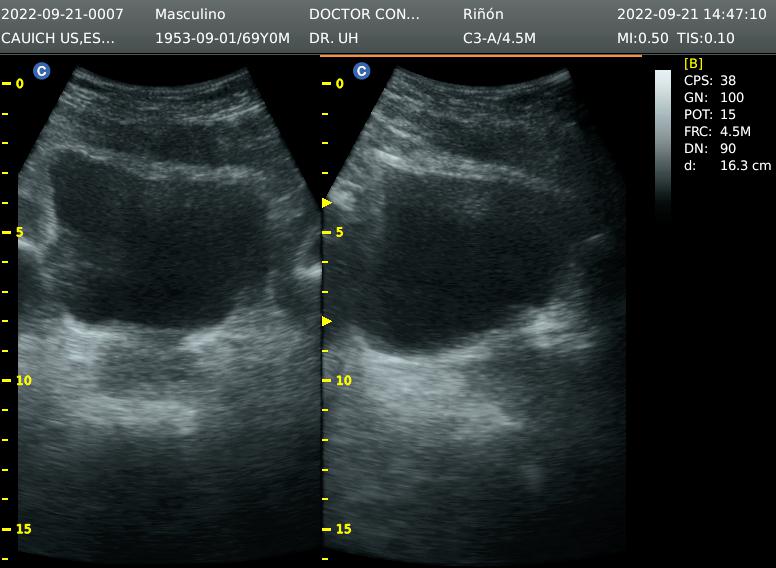 2022-09-21-0007 Masculino DOCTOR CON... Riñón 2022-09-21 14:47:10
CAUICH US,ES... 1953-09-01/69Y0M DR. UH C3-A/4.5M MI:0.50 TIS:0.10
[B]
CPS: 38
GN: 100
POT: 15
FRC: 4.5M
DN: 90
d: 16.3 cm
C
0
5
10
15
C
0
5
10
15